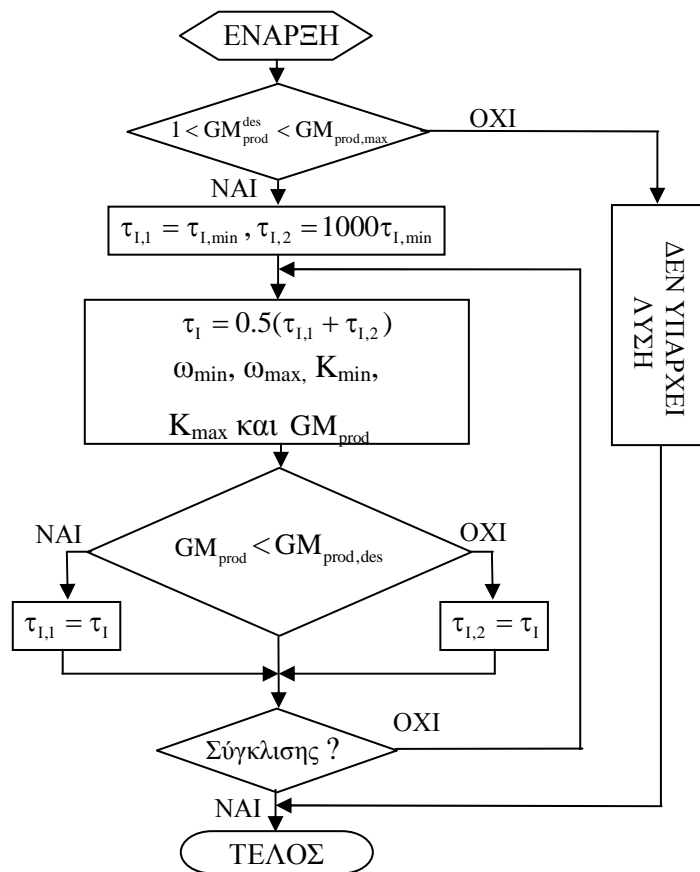 ΕΝΑΡΞΗ
1 < GM_prod^des < GM_prod,max
ΟΧΙ
ΝΑΙ
τ_I,1 = τ_I,min , τ_I,2 = 1000τ_I,min
ΔΕΝ ΥΠΑΡΧΕΙ
ΛΥΣΗ
τ_I = 0.5(τ_I,1 + τ_I,2)
ω_min, ω_max, K_min,
K_max και GM_prod
ΝΑΙ
ΟΧΙ
GM_prod < GM_prod,des
τ_I,1 = τ_I
τ_I,2 = τ_I
ΟΧΙ
Σύγκλισης ?
ΝΑΙ
ΤΕΛΟΣ